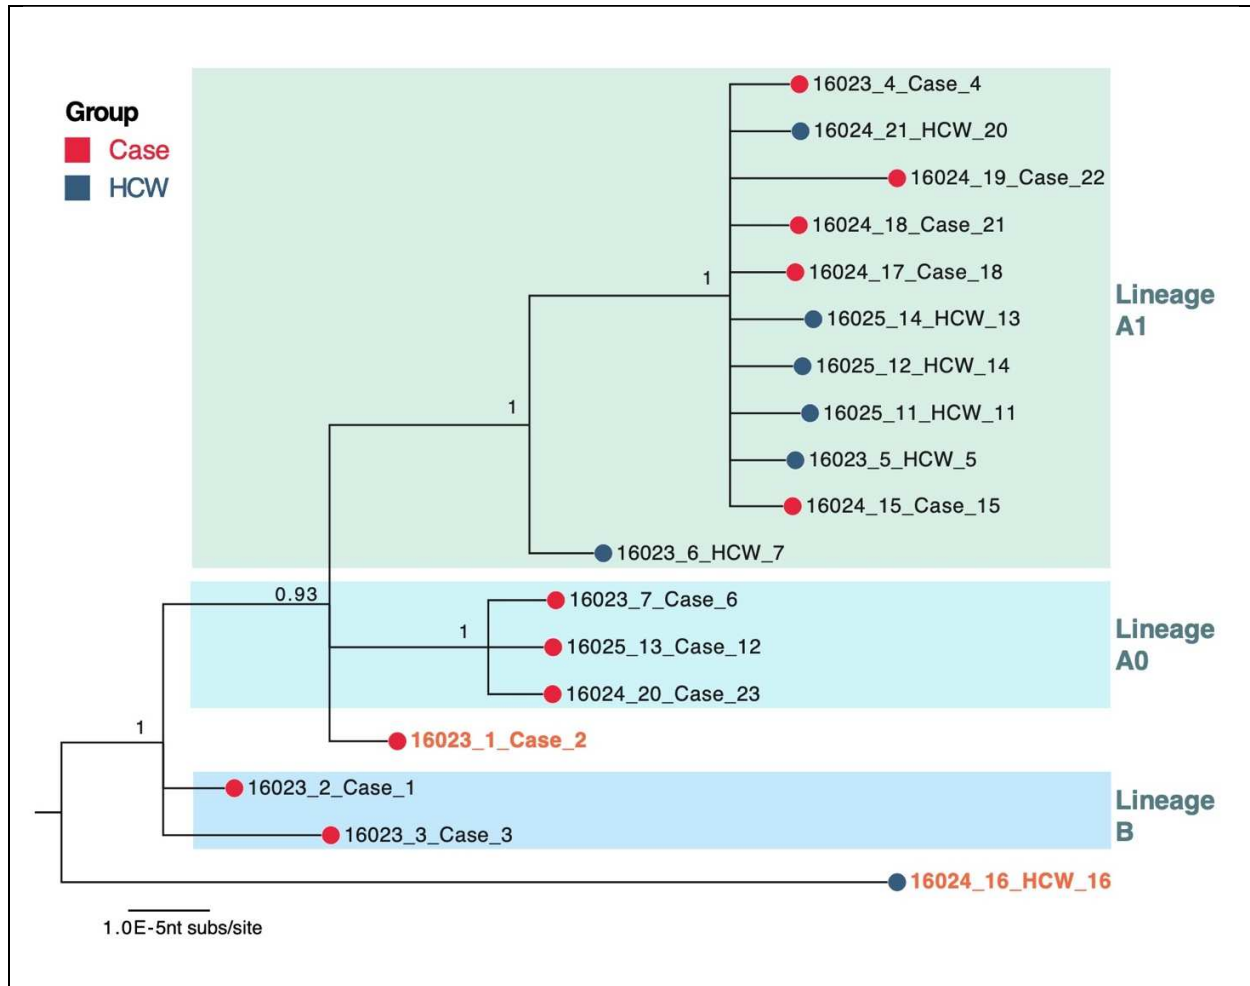 Group
Case
HCW
16023_4_Case_4
16024_21_HCW_20
16024_19_Case_22
16024_18_Case_21
16024_17_Case_18
1
16025_14_HCW_13
Lineage
A1
16025_12_HCW_14
1
16025_11_HCW_11
16023_5_HCW_5
16024_15_Case_15
16023_6_HCW_7
0.93
16023_7_Case_6
1
16025_13_Case_12
Lineage
A0
16024_20_Case_23
1
16023_1_Case_2
16023_2_Case_1
Lineage
B
16023_3_Case_3
16024_16_HCW_16
1.0E-5nt subs/site